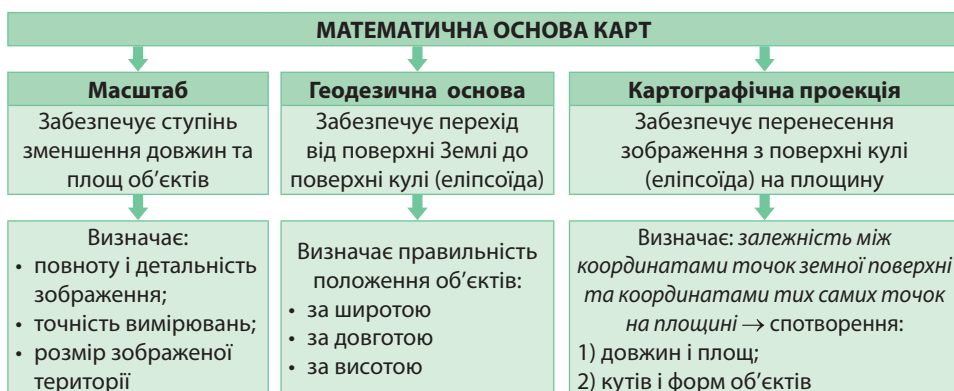 МАТЕМАТИЧНА ОСНОВА КАРТ
Масштаб
Забезпечує ступінь
зменшення довжин та
площ об’єктів
Геодезична основа
Забезпечує перехід
від поверхні Землі до
поверхні кулі (еліпсоїда)
Картографічна проекція
Забезпечує перенесення
зображення з поверхні кулі
(еліпсоїда) на площину
Визначає:
• повноту і детальність
зображення;
• точність вимірювань;
• розмір зображеної
території
Визначає правильність
положення об’єктів:
• за широтою
• за довготою
• за висотою
Визначає: залежність між
координатами точок земної поверхні
та координатами тих самих точок
на площині → спотворення:
1) довжин і площ;
2) кутів і форм об’єктів